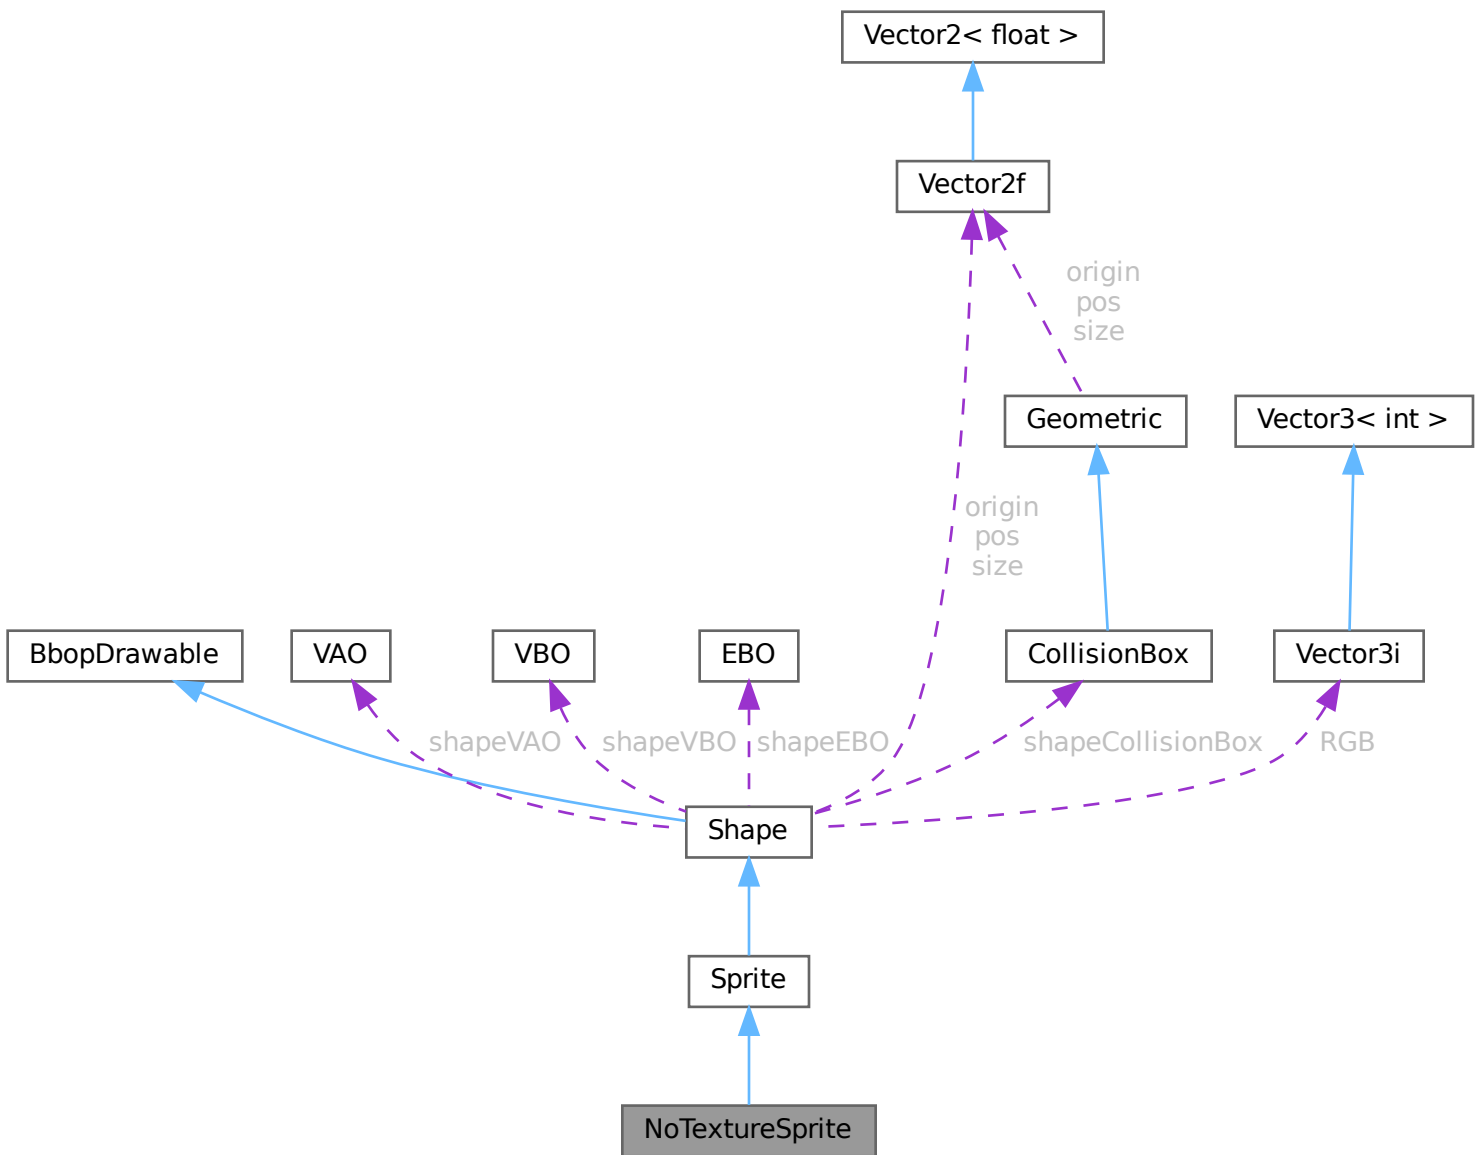 Vector2< float >
Vector2f
origin
pos
size
Geometric
Vector3< int >
origin
pos
size
BbopDrawable
VAO
VBO
EBO
CollisionBox
Vector3i
shapeVAO
shapeVBO
shapeEBO
shapeCollisionBox
RGB
Shape
Sprite
NoTextureSprite